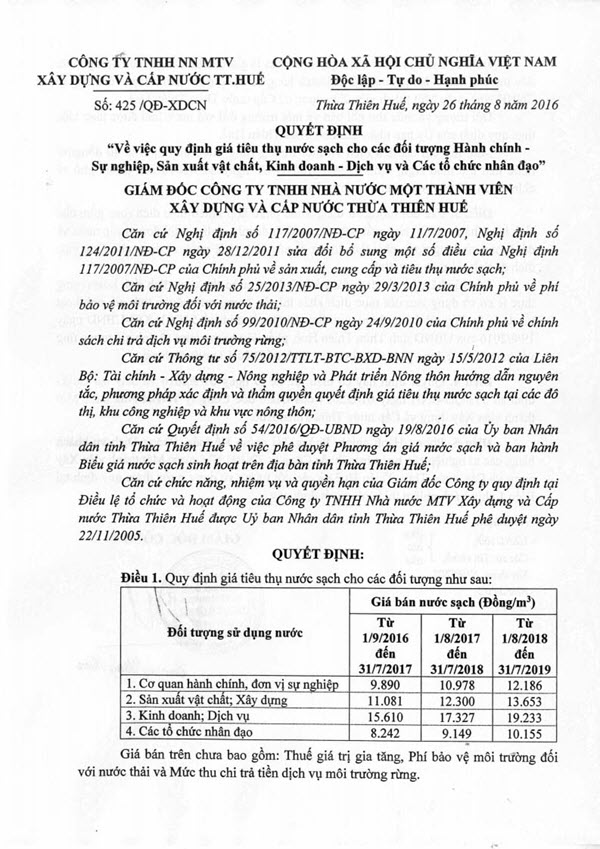 CÔNG TY TNHH NN MTV
XÂY DỰNG VÀ CẤP NƯỚC TT.HUẾ
Số: 425 /QĐ-XDCN
CỘNG HÒA XÃ HỘI CHỦ NGHĨA VIỆT NAM
Độc lập - Tự do - Hạnh phúc
Thừa Thiên Huế, ngày 26 tháng 8 năm 2016
QUYẾT ĐỊNH
“Về việc quy định giá tiêu thụ nước sạch cho các đối tượng Hành chính -
Sự nghiệp, Sản xuất vật chất, Kinh doanh - Dịch vụ và Các tổ chức nhân đạo”
GIÁM ĐỐC CÔNG TY TNHH NHÀ NƯỚC MỘT THÀNH VIÊN
XÂY DỰNG VÀ CẤP NƯỚC THỪA THIÊN HUẾ
Căn cứ Nghị định số 117/2007/NĐ-CP ngày 11/7/2007, Nghị định số
124/2011/NĐ-CP ngày 28/12/2011 sửa đổi bổ sung một số điều của Nghị định
117/2007/NĐ-CP của Chính phủ về sản xuất, cung cấp và tiêu thụ nước sạch;
Căn cứ Nghị định số 25/2013/NĐ-CP ngày 29/3/2013 của Chính phủ về phí
bảo vệ môi trường đối với nước thải;
Căn cứ Nghị định số 99/2010/NĐ-CP ngày 24/9/2010 của Chính phủ về chính
sách chi trả dịch vụ môi trường rừng;
Căn cứ Thông tư số 75/2012/TTLT-BTC-BXD-BNN ngày 15/5/2012 của Liên
Bộ: Tài chính - Xây dựng - Nông nghiệp và Phát triển Nông thôn hướng dẫn nguyên
tắc, phương pháp xác định và thẩm quyền quyết định giá tiêu thụ nước sạch tại các đô
thị, khu công nghiệp và khu vực nông thôn;
Căn cứ Quyết định số 54/2016/QĐ-UBND ngày 19/8/2016 của Ủy ban Nhân
dân tỉnh Thừa Thiên Huế về việc phê duyệt Phương án giá nước sạch và ban hành
Biểu giá nước sạch sinh hoạt trên địa bàn tỉnh Thừa Thiên Huế;
Căn cứ chức năng, nhiệm vụ và quyền hạn của Giám đốc Công ty quy định tại
Điều lệ tổ chức và hoạt động của Công ty TNHH Nhà nước MTV Xây dựng và Cấp
nước Thừa Thiên Huế được Uỷ ban Nhân dân tỉnh Thừa Thiên Huế phê duyệt ngày
22/11/2005.
QUYẾT ĐỊNH:
Điều 1. Quy định giá tiêu thụ nước sạch cho các đối tượng như sau:
Đối tượng sử dụng nước
Giá bán nước sạch (Đồng/m³)
Từ 1/9/2016 đến 31/7/2017
Từ 1/8/2017 đến 31/7/2018
Từ 1/8/2018 đến 31/7/2019
1. Cơ quan hành chính, đơn vị sự nghiệp 9.890 10.978 12.186
2. Sản xuất vật chất; Xây dựng 11.081 12.300 13.653
3. Kinh doanh; Dịch vụ 15.610 17.327 19.233
4. Các tổ chức nhân đạo 8.242 9.149 10.155
Giá bán trên chưa bao gồm: Thuế giá trị gia tăng, Phí bảo vệ môi trường đối
với nước thải và Mức thu chi trả tiền dịch vụ môi trường rừng.